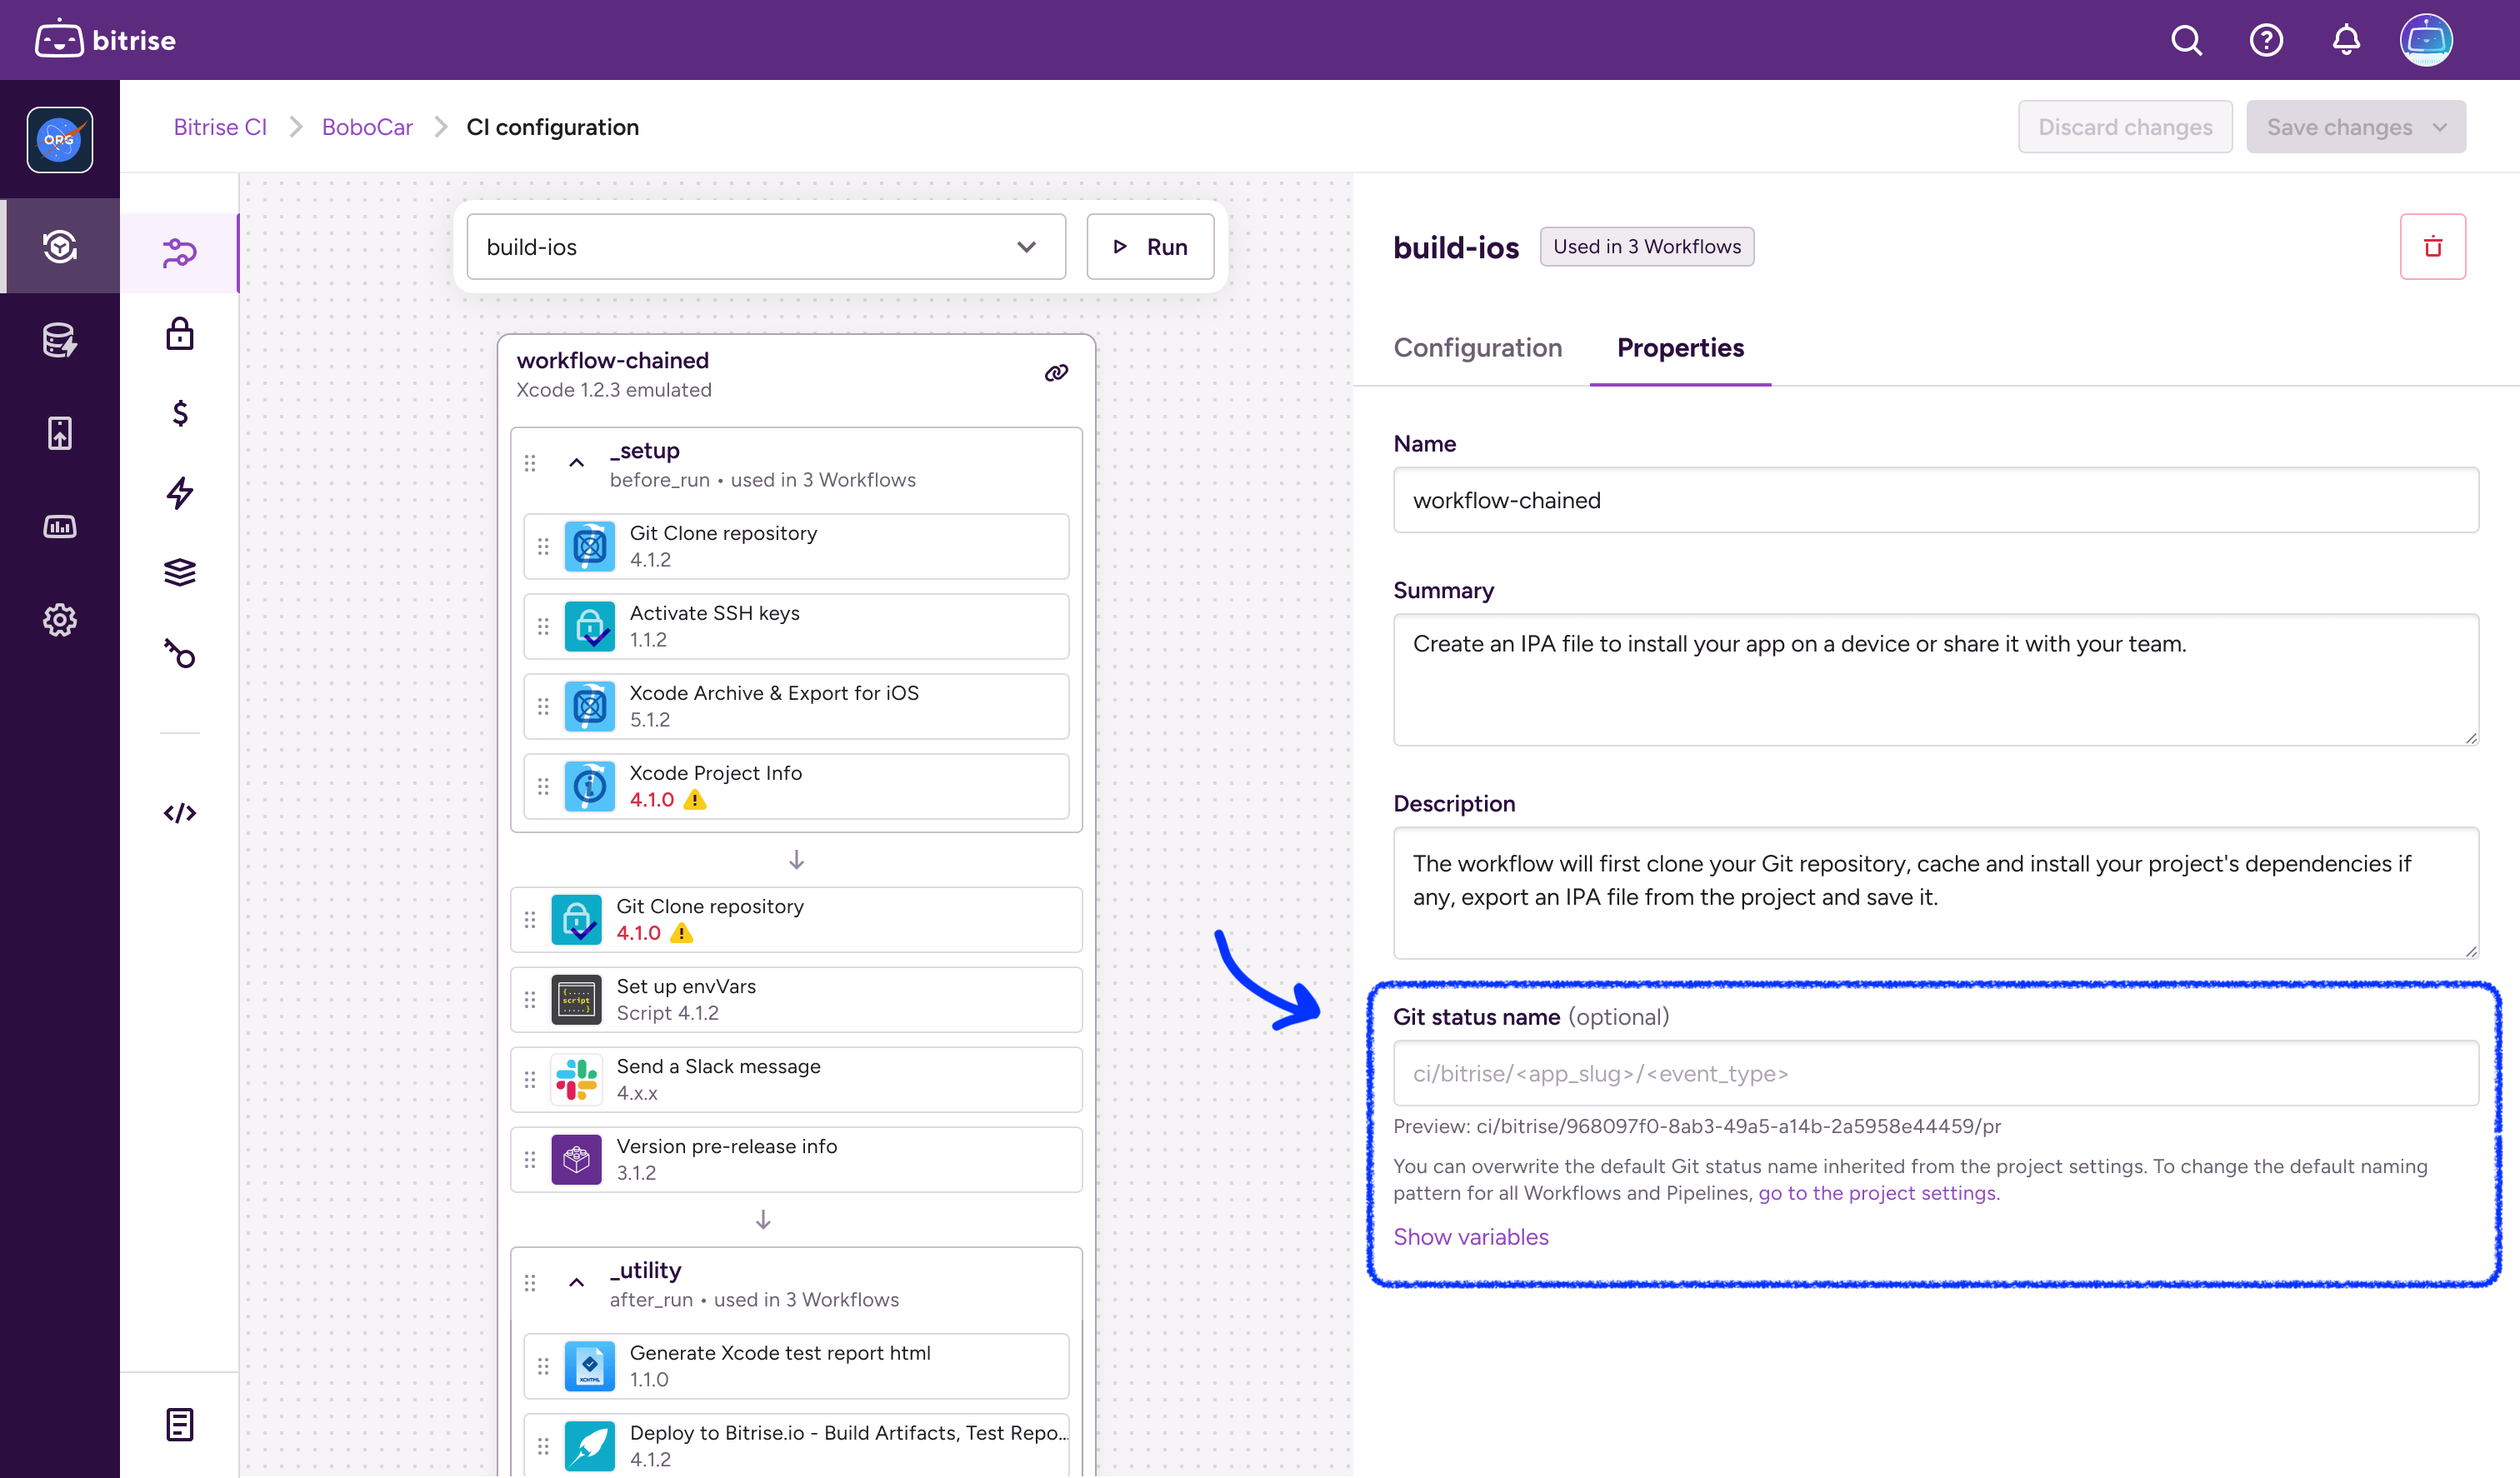 bitrise
ORG
Bitrise CI
BoboCar
CI configuration
Discard changes
Save changes
build-ios
Run
workflow-chained
Xcode 1.2.3 emulated
_setup
before_run • used in 3 Workflows
Git Clone repository
4.1.2
Activate SSH keys
1.1.2
Xcode Archive & Export for iOS
5.1.2
Xcode Project Info
4.1.0
Git Clone repository
4.1.0
script
Set up envVars
Script 4.1.2
Send a Slack message
4.x.x
Version pre-release info
3.1.2
_utility
after_run • used in 3 Workflows
XCHTML
Generate Xcode test report html
1.1.0
Deploy to Bitrise.io - Build Artifacts, Test Repo...
4.1.2
build-ios
Used in 3 Workflows
Configuration
Properties
Name
workflow-chained
Summary
Create an IPA file to install your app on a device or share it with your team.
Description
The workflow will first clone your Git repository, cache and install your project's dependencies if
any, export an IPA file from the project and save it.
Git status name (optional)
ci/bitrise/<app_slug>/<event_type>
Preview: ci/bitrise/968097f0-8ab3-49a5-a14b-2a5958e44459/pr
You can overwrite the default Git status name inherited from the project settings. To change the default naming
pattern for all Workflows and Pipelines, go to the project settings.
Show variables